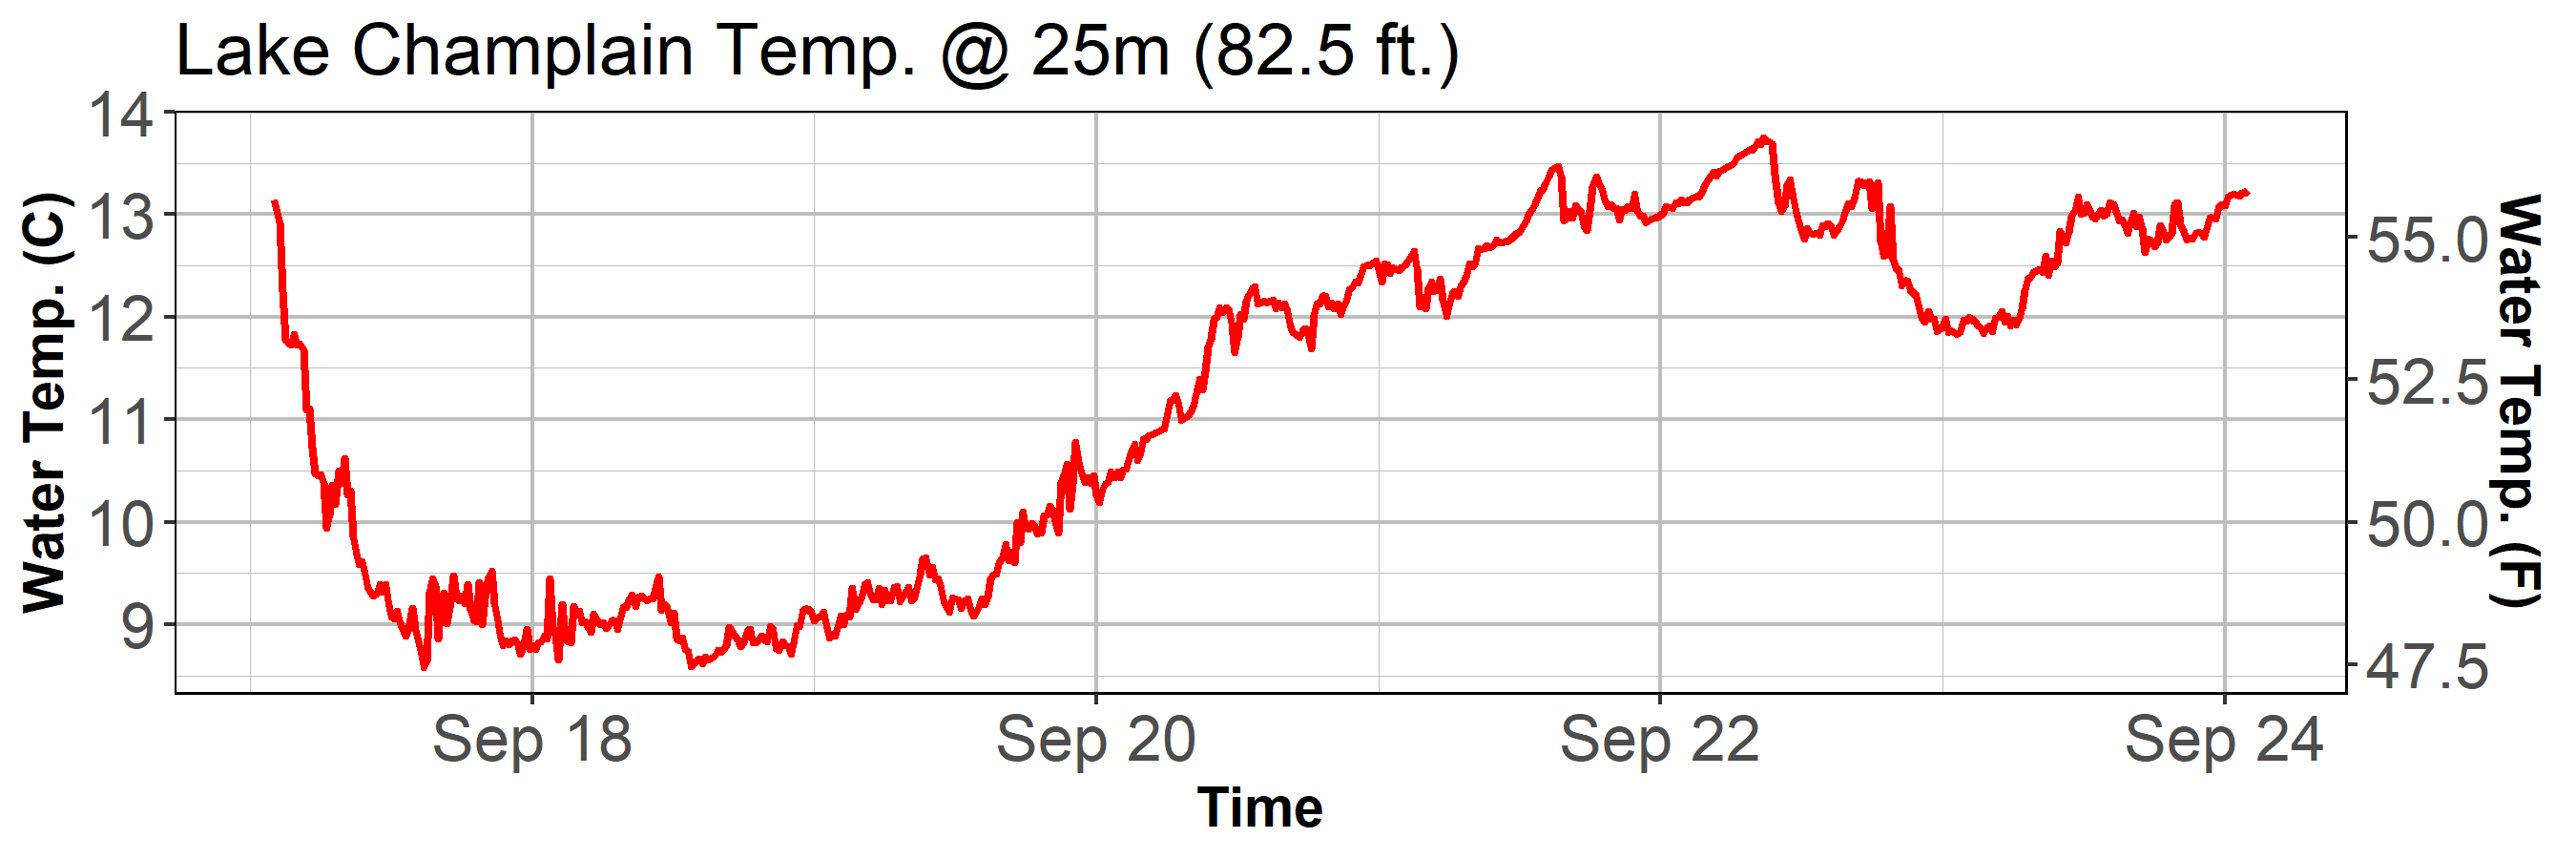 Lake Champlain Temp. @ 25m (82.5 ft.)
Water Temp. (C)
14
13
12
11
10
9
55.0
52.5
50.0
47.5
Water Temp. (F)
Sep 18
Sep 20
Sep 22
Sep 24
Time